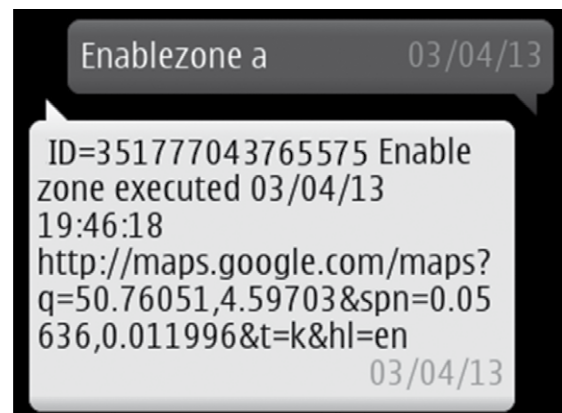 Enablezone a 03/04/13
ID=351777043765575 Enable
zone executed 03/04/13
19:46:18
http://maps.google.com/maps?
q=50.76051,4.59703&spn=0.05
636,0.011996&t=k&hl=en
03/04/13